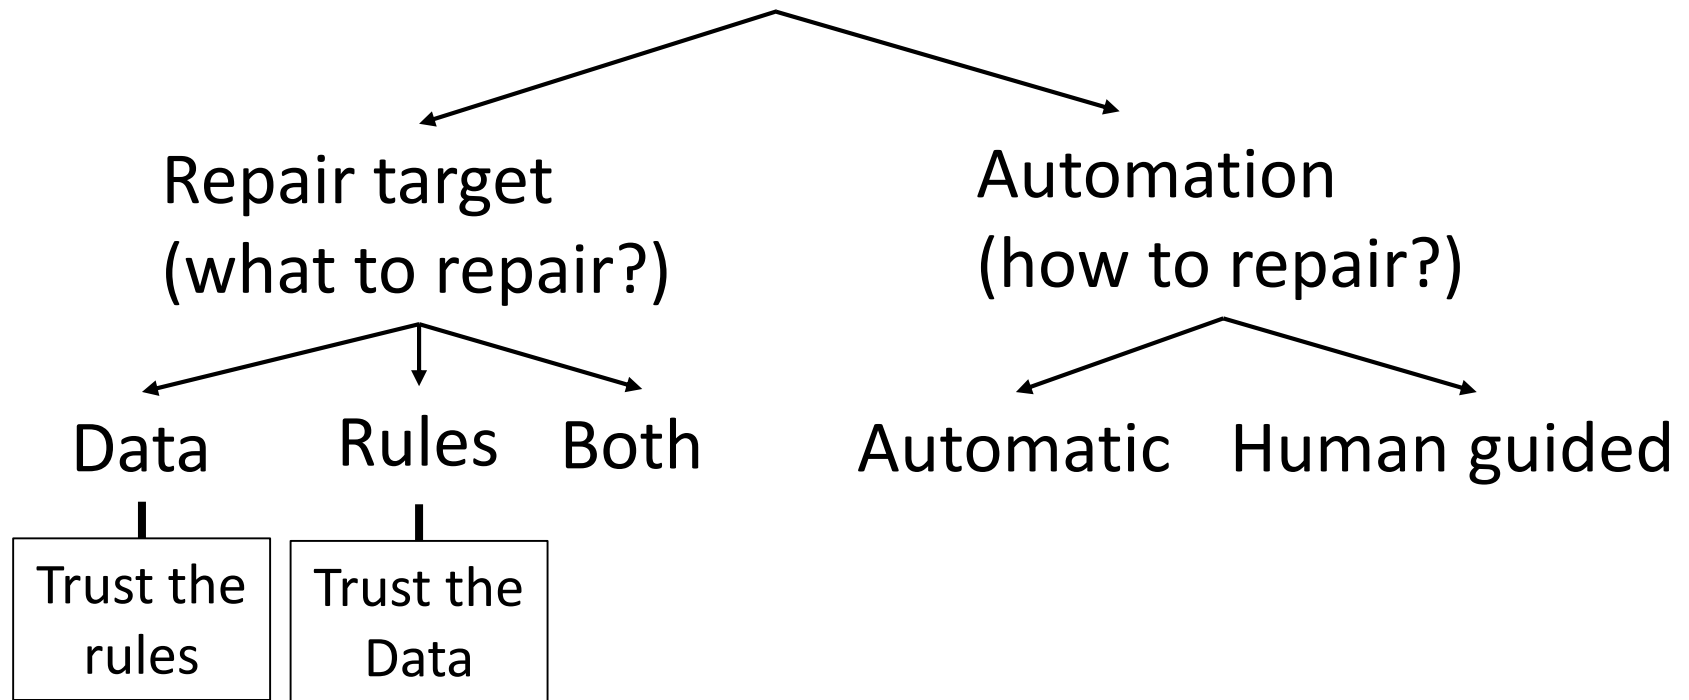 Repair target
(what to repair?)
Automation
(how to repair?)
Data
Rules
Both
Automatic
Human guided
Trust the
rules
Trust the
Data